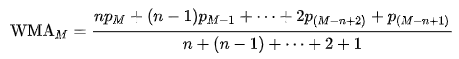 WMA_M = \frac{np_M + (n-1)p_{M-1} + \cdots + 2p_{(M-n+2)} + p_{(M-n+1)}}{n + (n-1) + \cdots + 2 + 1}